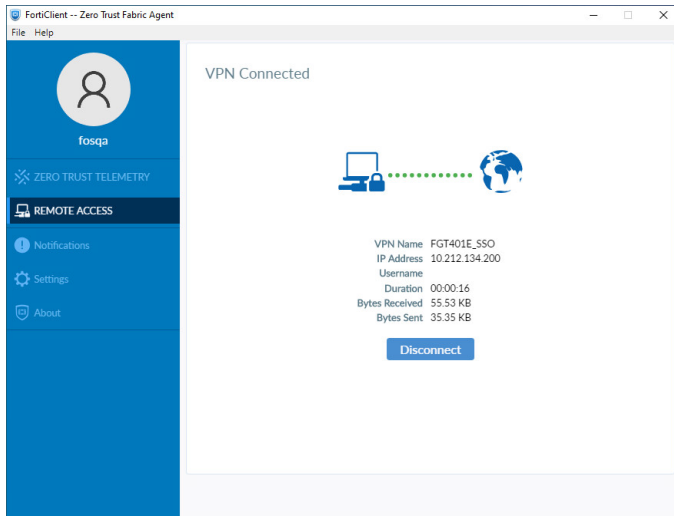 FortiClient -- Zero Trust Fabric Agent
File Help
fosqa
ZERO TRUST TELEMETRY
REMOTE ACCESS
Notifications
Settings
About
VPN Connected
VPN Name FGT401E_SSO
IP Address 10.212.134.200
Username
Duration 00:00:16
Bytes Received 55.53 KB
Bytes Sent 35.35 KB
Disconnect